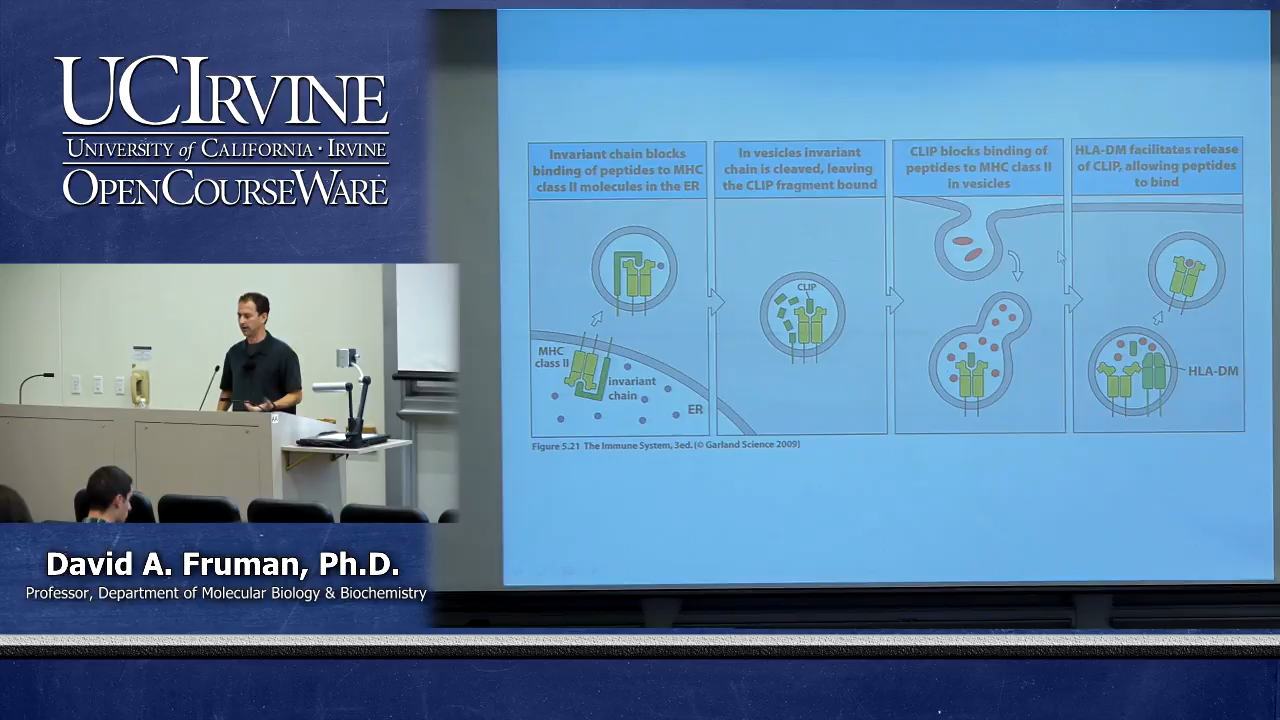 UCIRVINE
UNIVERSITY of CALIFORNIA · IRVINE
OPENCOURSEWARE
David A. Fruman, Ph.D.
Professor, Department of Molecular Biology & Biochemistry
Invariant chain blocks
binding of peptides to MHC
class II molecules in the ER
MHC
class II
invariant
chain
ER
In vesicles invariant
chain is cleaved, leaving
the CLIP fragment bound
CLIP
CLIP blocks binding of
peptides to MHC class II
in vesicles
HLA-DM facilitates release
of CLIP, allowing peptides
to bind
HLA-DM
Figure 5.21 The Immune System, 3ed. (© Garland Science 2009)